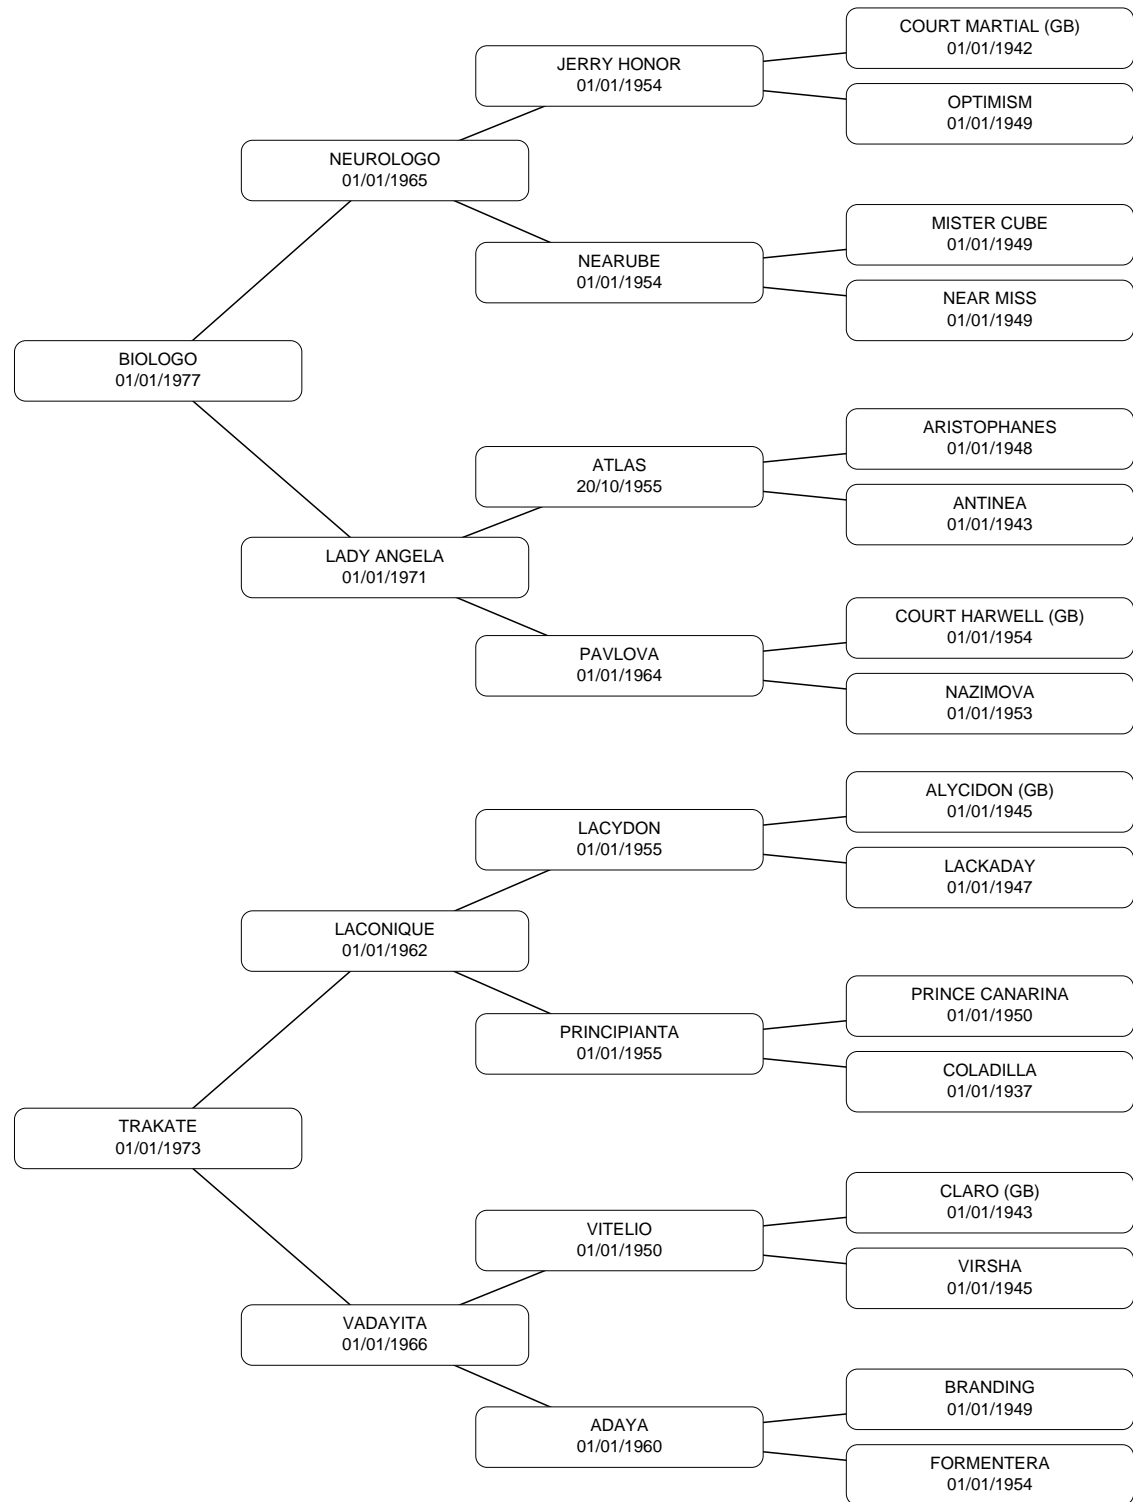 COURT MARTIAL (GB)
01/01/1942
JERRY HONOR
01/01/1954
OPTIMISM
01/01/1949
NEUROLOGO
01/01/1965
MISTER CUBE
01/01/1949
NEARUBE
01/01/1954
NEAR MISS
01/01/1949
BIOLOGO
01/01/1977
ARISTOPHANES
01/01/1948
ATLAS
20/10/1955
ANTINEA
01/01/1943
LADY ANGELA
01/01/1971
COURT HARWELL (GB)
01/01/1954
PAVLOVA
01/01/1964
NAZIMOVA
01/01/1953
ALYCIDON (GB)
01/01/1945
LACYDON
01/01/1955
LACKADAY
01/01/1947
LACONIQUE
01/01/1962
PRINCE CANARINA
01/01/1950
PRINCIPIANTA
01/01/1955
COLADILLA
01/01/1937
TRAKATE
01/01/1973
CLARO (GB)
01/01/1943
VITELIO
01/01/1950
VIRSHA
01/01/1945
VADAYITA
01/01/1966
BRANDING
01/01/1949
ADAYA
01/01/1960
FORMENTERA
01/01/1954